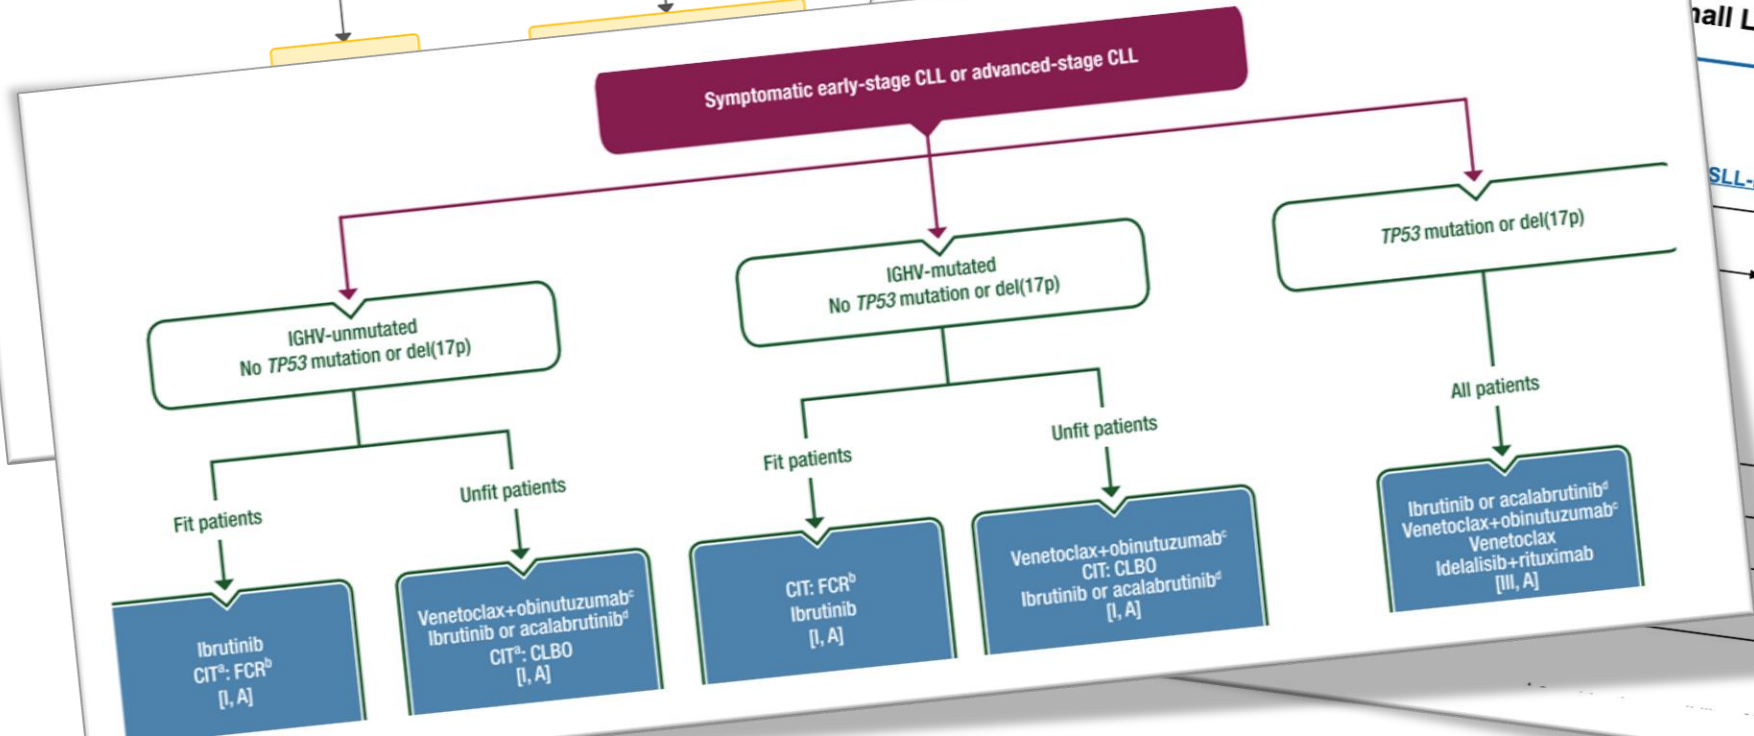 Symptomatic early-stage CLL or advanced-stage CLL
IGHV-unmutated
No TP53 mutation or del(17p)
IGHV-mutated
No TP53 mutation or del(17p)
TP53 mutation or del(17p)
Fit patients
Unfit patients
Fit patients
Unfit patients
All patients
Ibrutinib
CITᵃ: FCRᵇ
[I, A]
Venetoclax+obinutuzumabᶜ
Ibrutinib or acalabrutinibᵈ
CITᵃ: CLBO
[I, A]
CIT: FCRᵇ
Ibrutinib
[I, A]
Venetoclax+obinutuzumabᶜ
CIT: CLBO
Ibrutinib or acalabrutinibᵈ
[I, A]
Ibrutinib or acalabrutinibᵈ
Venetoclax+obinutuzumabᶜ
Venetoclax
Idelalisib+rituximab
[III, A]
SLL-